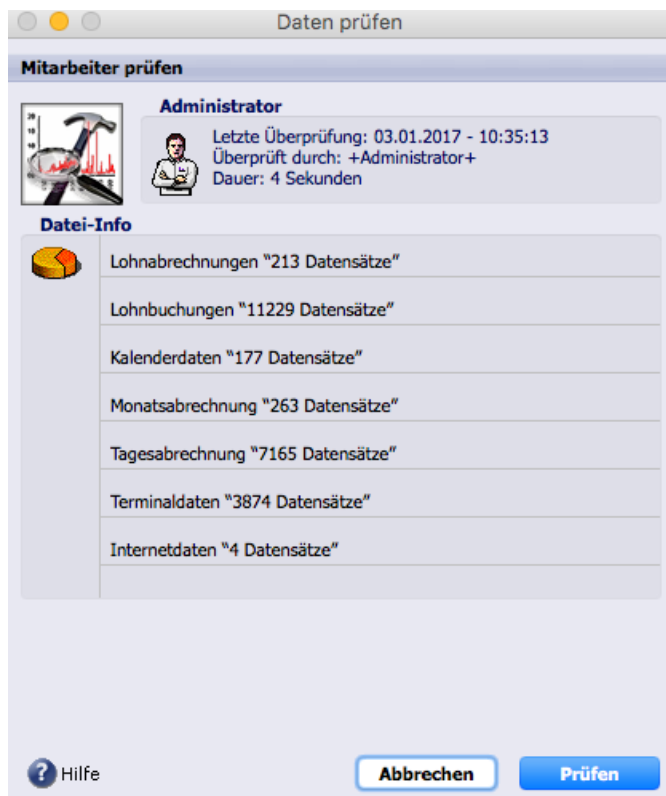 Daten prüfen
Mitarbeiter prüfen
Administrator
Letzte Überprüfung: 03.01.2017 - 10:35:13
Überprüft durch: +Administrator+
Dauer: 4 Sekunden
Datei-Info
Lohnabrechnungen “213 Datensätze”
Lohnbuchungen “11229 Datensätze”
Kalenderdaten “177 Datensätze”
Monatsabrechnung “263 Datensätze”
Tagesabrechnung “7165 Datensätze”
Terminaldaten “3874 Datensätze”
Internetdaten “4 Datensätze”
? Hilfe
Abbrechen
Prüfen